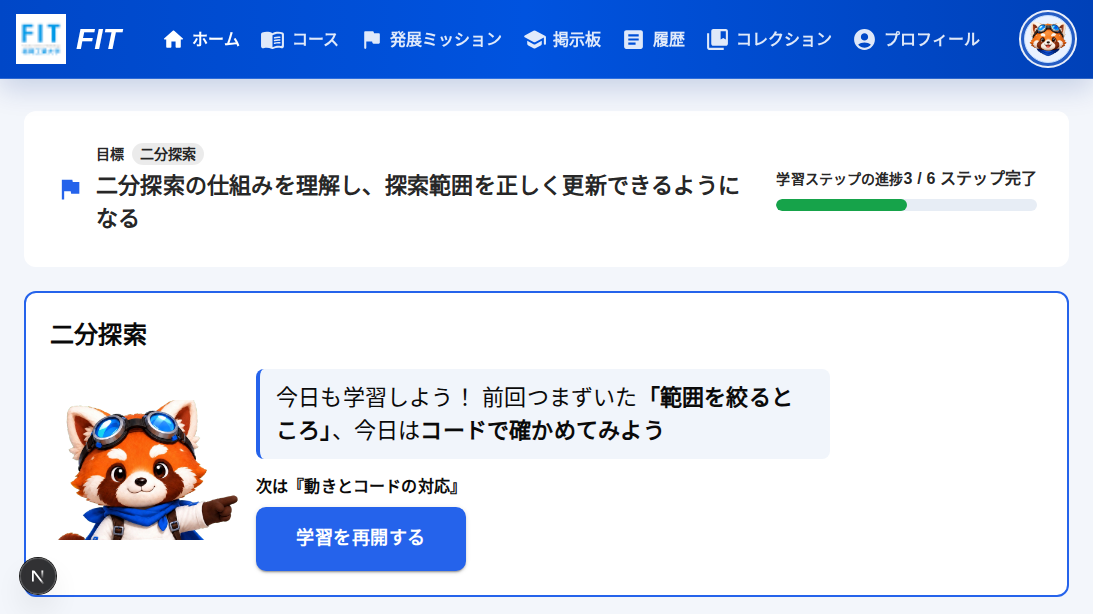 FIT
FIT
ホーム
コース
発展ミッション
掲示板
履歴
コレクション
プロフィール
目標 二分探索
二分探索の仕組みを理解し、探索範囲を正しく更新できるように
なる
学習ステップの進捗3 / 6 ステップ完了
二分探索
今日も学習しよう！ 前回つまずいた「範囲を絞ると
ころ」、今日はコードで確かめてみよう
次は『動きとコードの対応』
学習を再開する
N